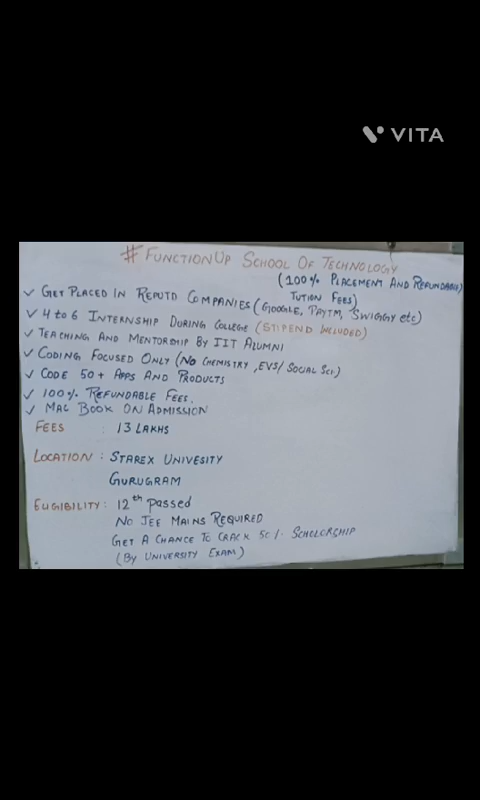 VITA
# FUNCTIONUP SCHOOL OF TECHNOLOGY
(100% PLACEMENT AND REFUNDABLE TUTION FEES)
✓ GET PLACED IN REPUTD COMPANIES (GOOGLE, PAYTM, SWIGGY etc)
✓ 4 to 6 INTERNSHIP DURING COLLEGE (STIPEND INCLUDED)
✓ TEACHING AND MENTORSHIP BY IIT ALUMNI
✓ CODING FOCUSED ONLY (NO CHEMISTRY, EVS/ SOCIAL SCI.)
✓ CODE 50+ APPS AND PRODUCTS
✓ 100% REFUNDABLE FEES.
✓ MAC BOOK ON ADMISSION
FEES : 13 LAKHS
LOCATION : STAREX UNIVESITY
GURUGRAM
ELIGIBILITY : 12th passed
NO JEE MAINS REQUIRED
GET A CHANCE TO CRACK 50% SCHOLORSHIP
(BY UNIVERSITY EXAM)